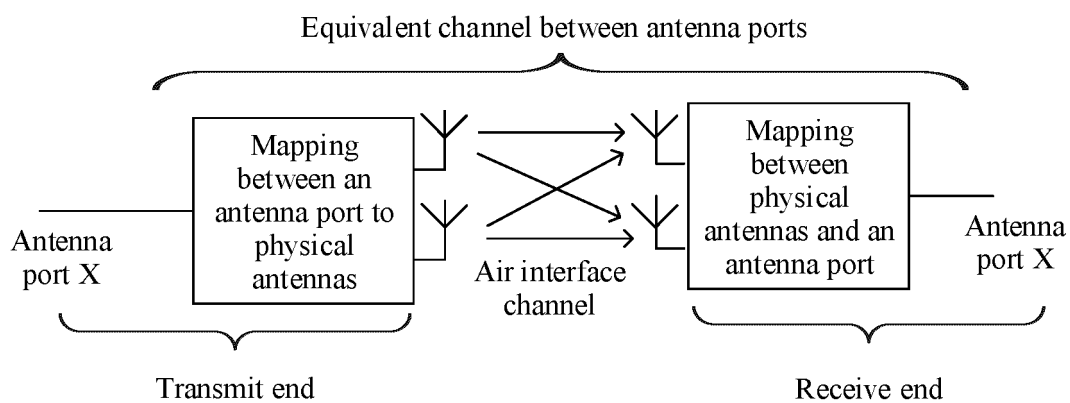 Equivalent channel between antenna ports
Mapping
between an
antenna port to
physical
antennas
Mapping
between
physical
antennas and an
antenna port
Antenna
port X
Air interface
channel
Antenna
port X
Transmit end
Receive end